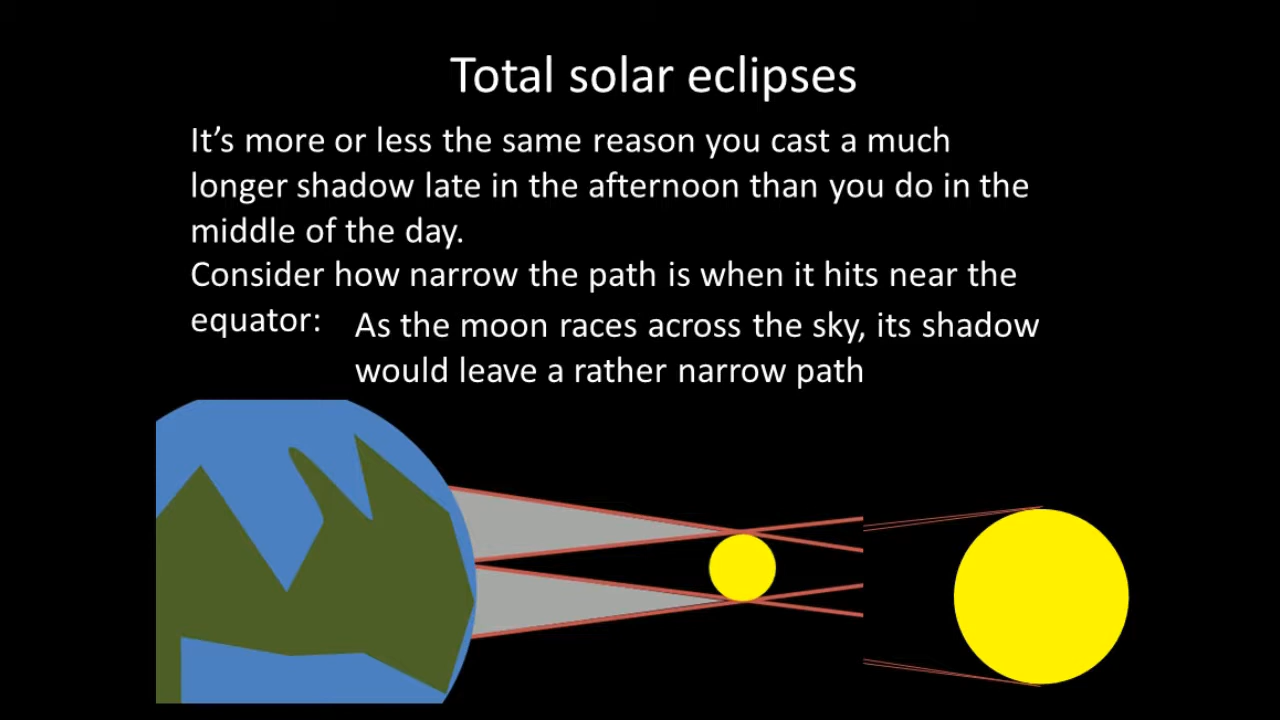 Total solar eclipses
It’s more or less the same reason you cast a much
longer shadow late in the afternoon than you do in the
middle of the day.
Consider how narrow the path is when it hits near the
equator:
As the moon races across the sky, its shadow
would leave a rather narrow path